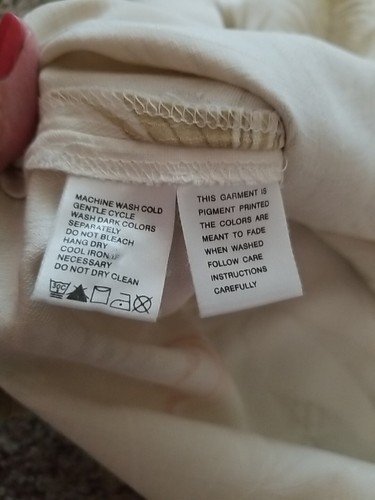 MACHINE WASH COLD
GENTLE CYCLE
WASH DARK COLORS
SEPARATELY
DO NOT BLEACH
HANG DRY
COOL IRON IF
NECESSARY
DO NOT DRY CLEAN
30C
THIS GARMENT IS
PIGMENT PRINTED
THE COLORS ARE
MEANT TO FADE
WHEN WASHED
FOLLOW CARE
INSTRUCTIONS
CAREFULLY